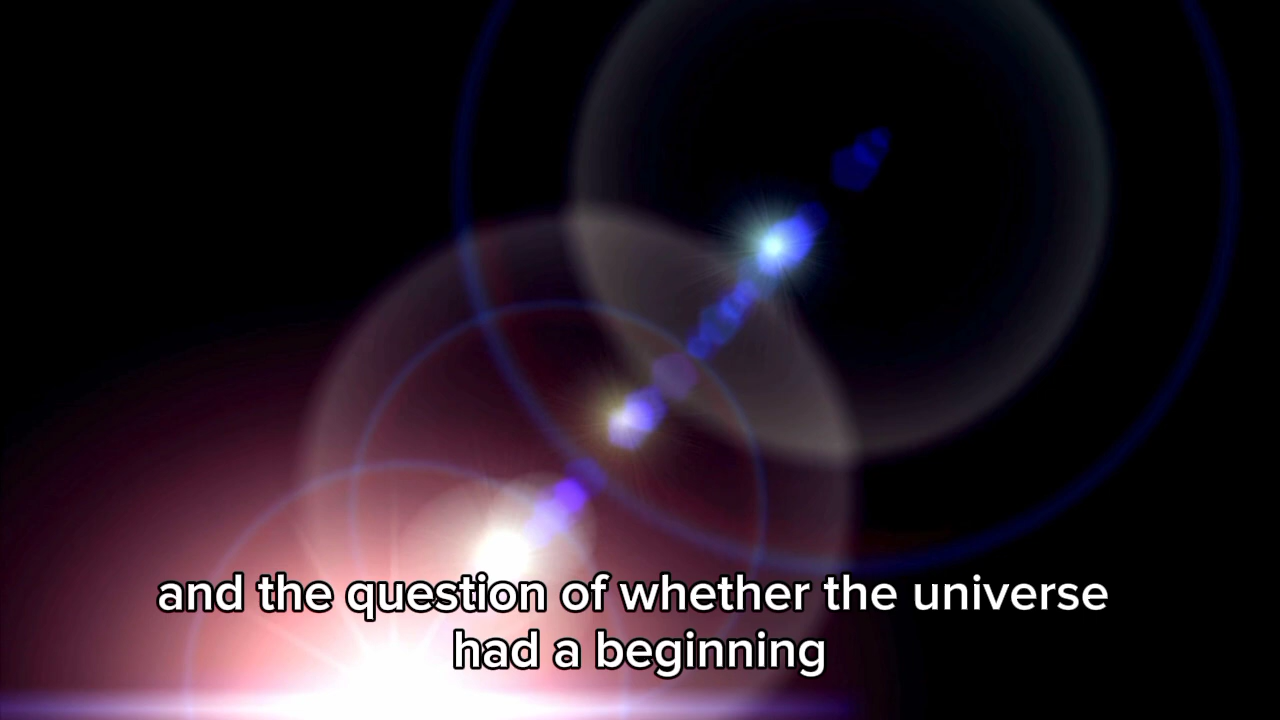 and the question of whether the universe
had a beginning